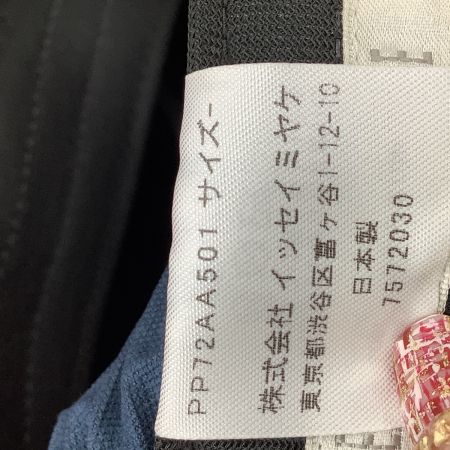 PP72AA501 サイズ-
株式会社 イッセイミヤケ
東京都渋谷区富ヶ谷1-12-10
日本製
7572030